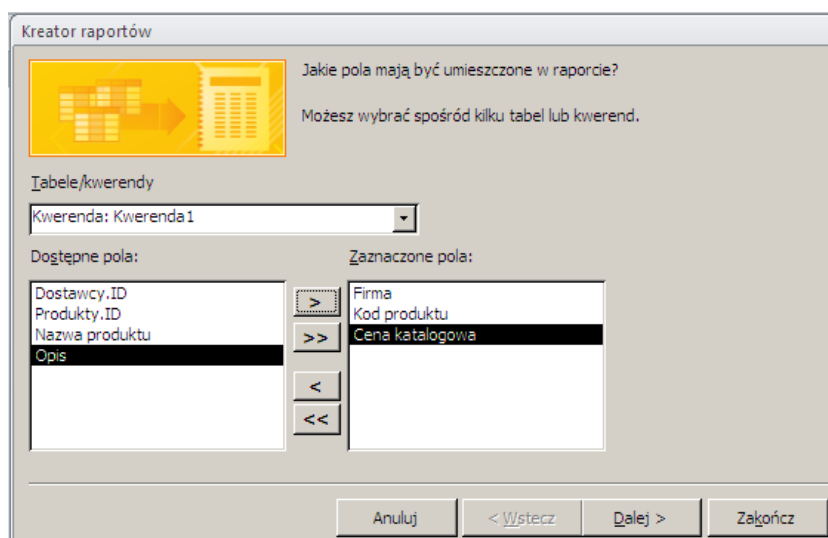 Kreator raportów
Jakie pola mają być umieszczone w raporcie?
Możesz wybrać spośród kilku tabel lub kwerend.
Tabele/kwerendy
Kwerenda: Kwerenda1
Dostępne pola:
Zaznaczone pola:
Dostawcy.ID
Produkty.ID
Nazwa produktu
Opis
>
>>
<
<<
Firma
Kod produktu
Cena katalogowa
Anuluj
< Wstecz
Dalej >
Zakończ